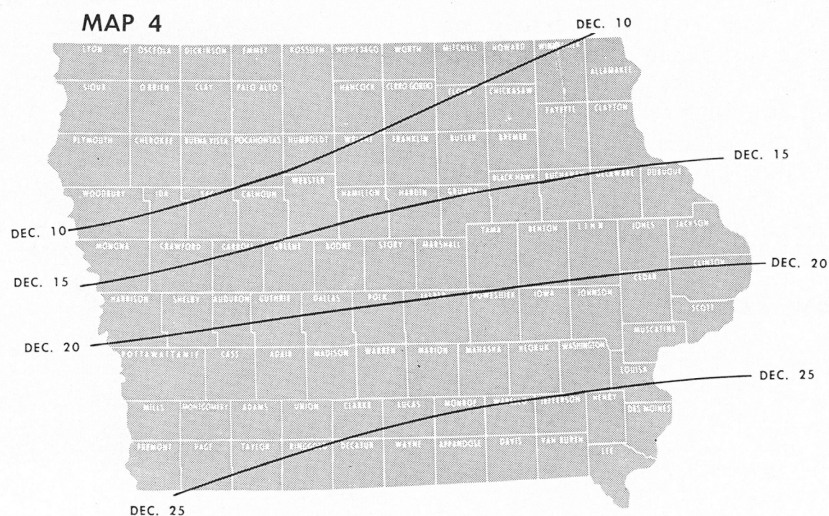 MAP 4
DEC. 10
LYON OSCEOLA DICKINSON EMMET KOSSUTH WINNEBAGO WORTH MITCHELL HOWARD
ALLAMAKEE
SIOUX O'BRIEN CLAY PALO ALTO HANCOCK CERRO GORDO CHICKASAW
FAYETTE CLAYTON
PLYMOUTH CHEROKEE BUENA VISTA POCAHONTAS HUMBOLDT FRANKLIN BUTLER BREMER
DEC. 15
WEBSTER BLACK HAWK DUBUQUE
WOODBURY IDA CALHOUN HAMILTON HARDIN
DEC. 10
TAMA BENTON LINN JONES JACKSON
MONONA CRAWFORD GREENE BOONE STORY MARSHALL
CLINTON DEC. 20
DEC. 15
CEDAR
HARRISON SHELBY AUDUBON GUTHRIE DALLAS POLK POWESHIEK IOWA JOHNSON
SCOTT
MUSCATINE
DEC. 20
POTTAWATTAMIE CASS ADAIR MADISON WARREN MARION MAHASKA KEOKUK WASHINGTON
LOUISA
DEC. 25
MILLS MONTGOMERY ADAMS UNION CLARKE LUCAS MONROE JEFFERSON HENRY
DES MOINES
FREMONT PAGE TAYLOR RINGGOLD DECATUR WAYNE APPANOOSE DAVIS VAN BUREN
LEE
DEC. 25